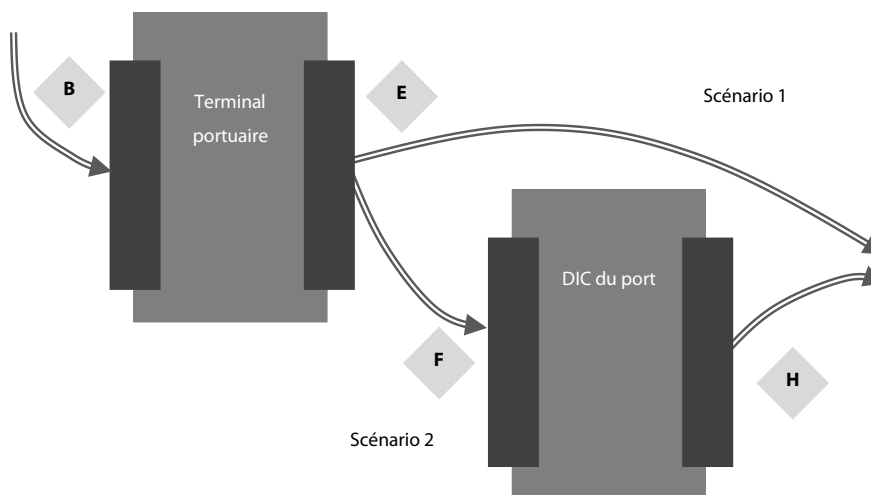 B
E
Terminal
portuaire
Scénario 1
DIC du port
F
H
Scénario 2